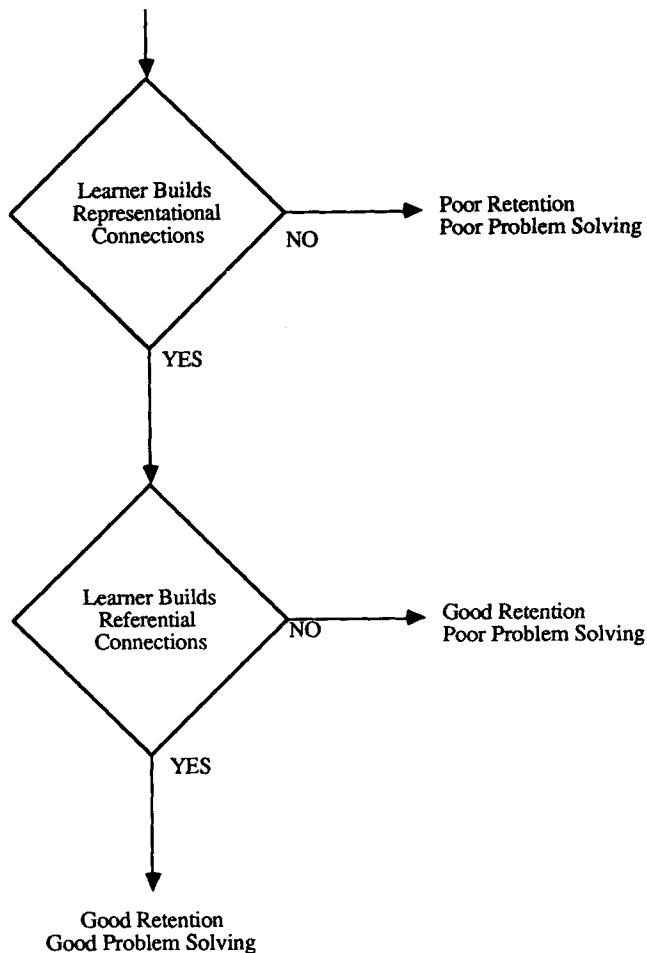 Learner Builds
Representational
Connections
NO
Poor Retention
Poor Problem Solving
YES
Learner Builds
Referential
Connections
NO
Good Retention
Poor Problem Solving
YES
Good Retention
Good Problem Solving